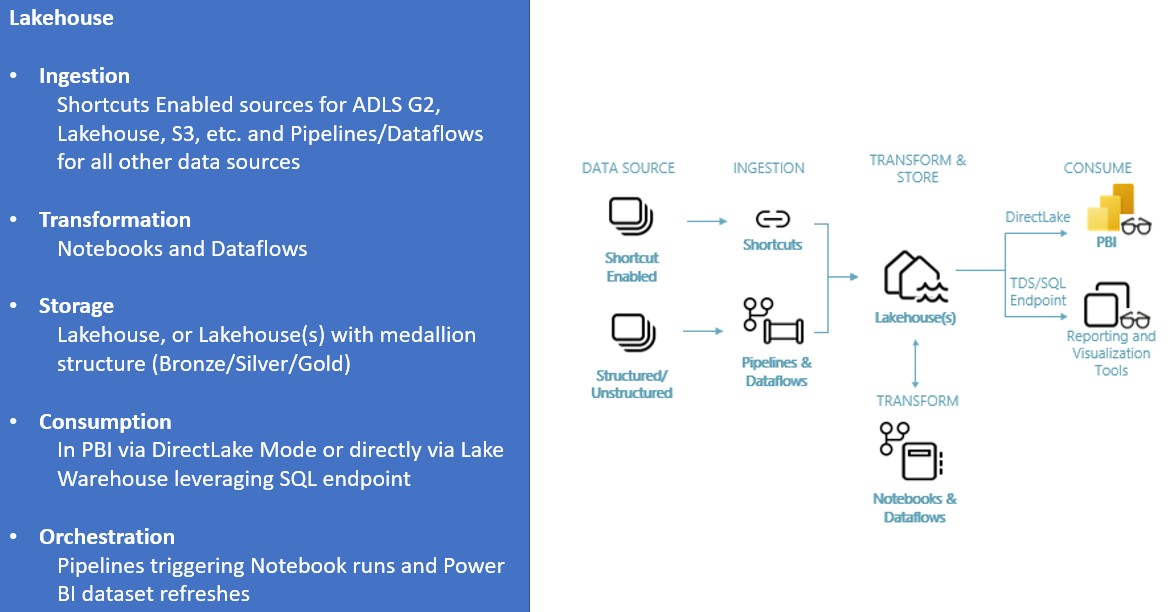 Lakehouse
• Ingestion
Shortcuts Enabled sources for ADLS G2,
Lakehouse, S3, etc. and Pipelines/Dataflows
for all other data sources
• Transformation
Notebooks and Dataflows
• Storage
Lakehouse, or Lakehouse(s) with medallion
structure (Bronze/Silver/Gold)
• Consumption
In PBI via DirectLake Mode or directly via Lake
Warehouse leveraging SQL endpoint
• Orchestration
Pipelines triggering Notebook runs and Power
BI dataset refreshes
DATA SOURCE
INGESTION
TRANSFORM &
STORE
CONSUME
Shortcut
Enabled
Shortcuts
Structured/
Unstructured
Pipelines &
Dataflows
Lakehouse(s)
TRANSFORM
Notebooks &
Dataflows
DirectLake
PBI
TDS/SQL
Endpoint
Reporting and
Visualization
Tools